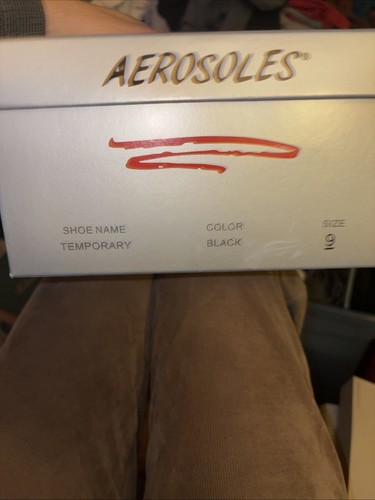 AEROSOLES®
SHOE NAME COLOR SIZE
TEMPORARY BLACK 9